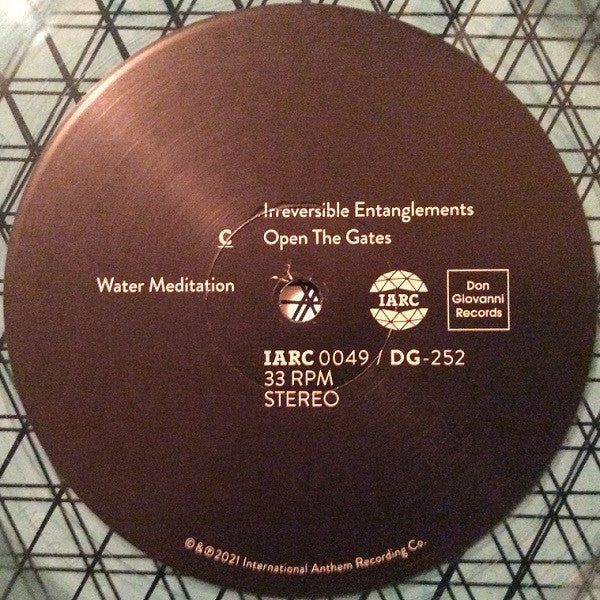 Irreversible Entanglements
C Open The Gates
Water Meditation
IARC
Don
Giovanni
Records
IARC 0049 / DG-252
33 RPM
STEREO
©&℗2021 International Anthem Recording Co.